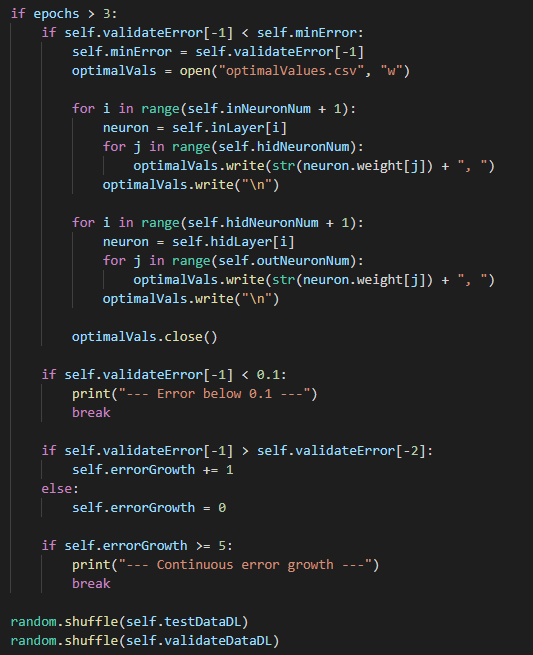 if epochs > 3:
    if self.validateError[-1] < self.minError:
        self.minError = self.validateError[-1]
        optimalVals = open("optimalValues.csv", "w")

        for i in range(self.inNeuronNum + 1):
            neuron = self.inLayer[i]
            for j in range(self.hidNeuronNum):
                optimalVals.write(str(neuron.weight[j]) + ", ")
            optimalVals.write("\n")

        for i in range(self.hidNeuronNum + 1):
            neuron = self.hidLayer[i]
            for j in range(self.outNeuronNum):
                optimalVals.write(str(neuron.weight[j]) + ", ")
            optimalVals.write("\n")

        optimalVals.close()

    if self.validateError[-1] < 0.1:
        print("--- Error below 0.1 ---")
        break

    if self.validateError[-1] > self.validateError[-2]:
        self.errorGrowth += 1
    else:
        self.errorGrowth = 0

    if self.errorGrowth >= 5:
        print("--- Continuous error growth ---")
        break

random.shuffle(self.testDataDL)
random.shuffle(self.validateDataDL)